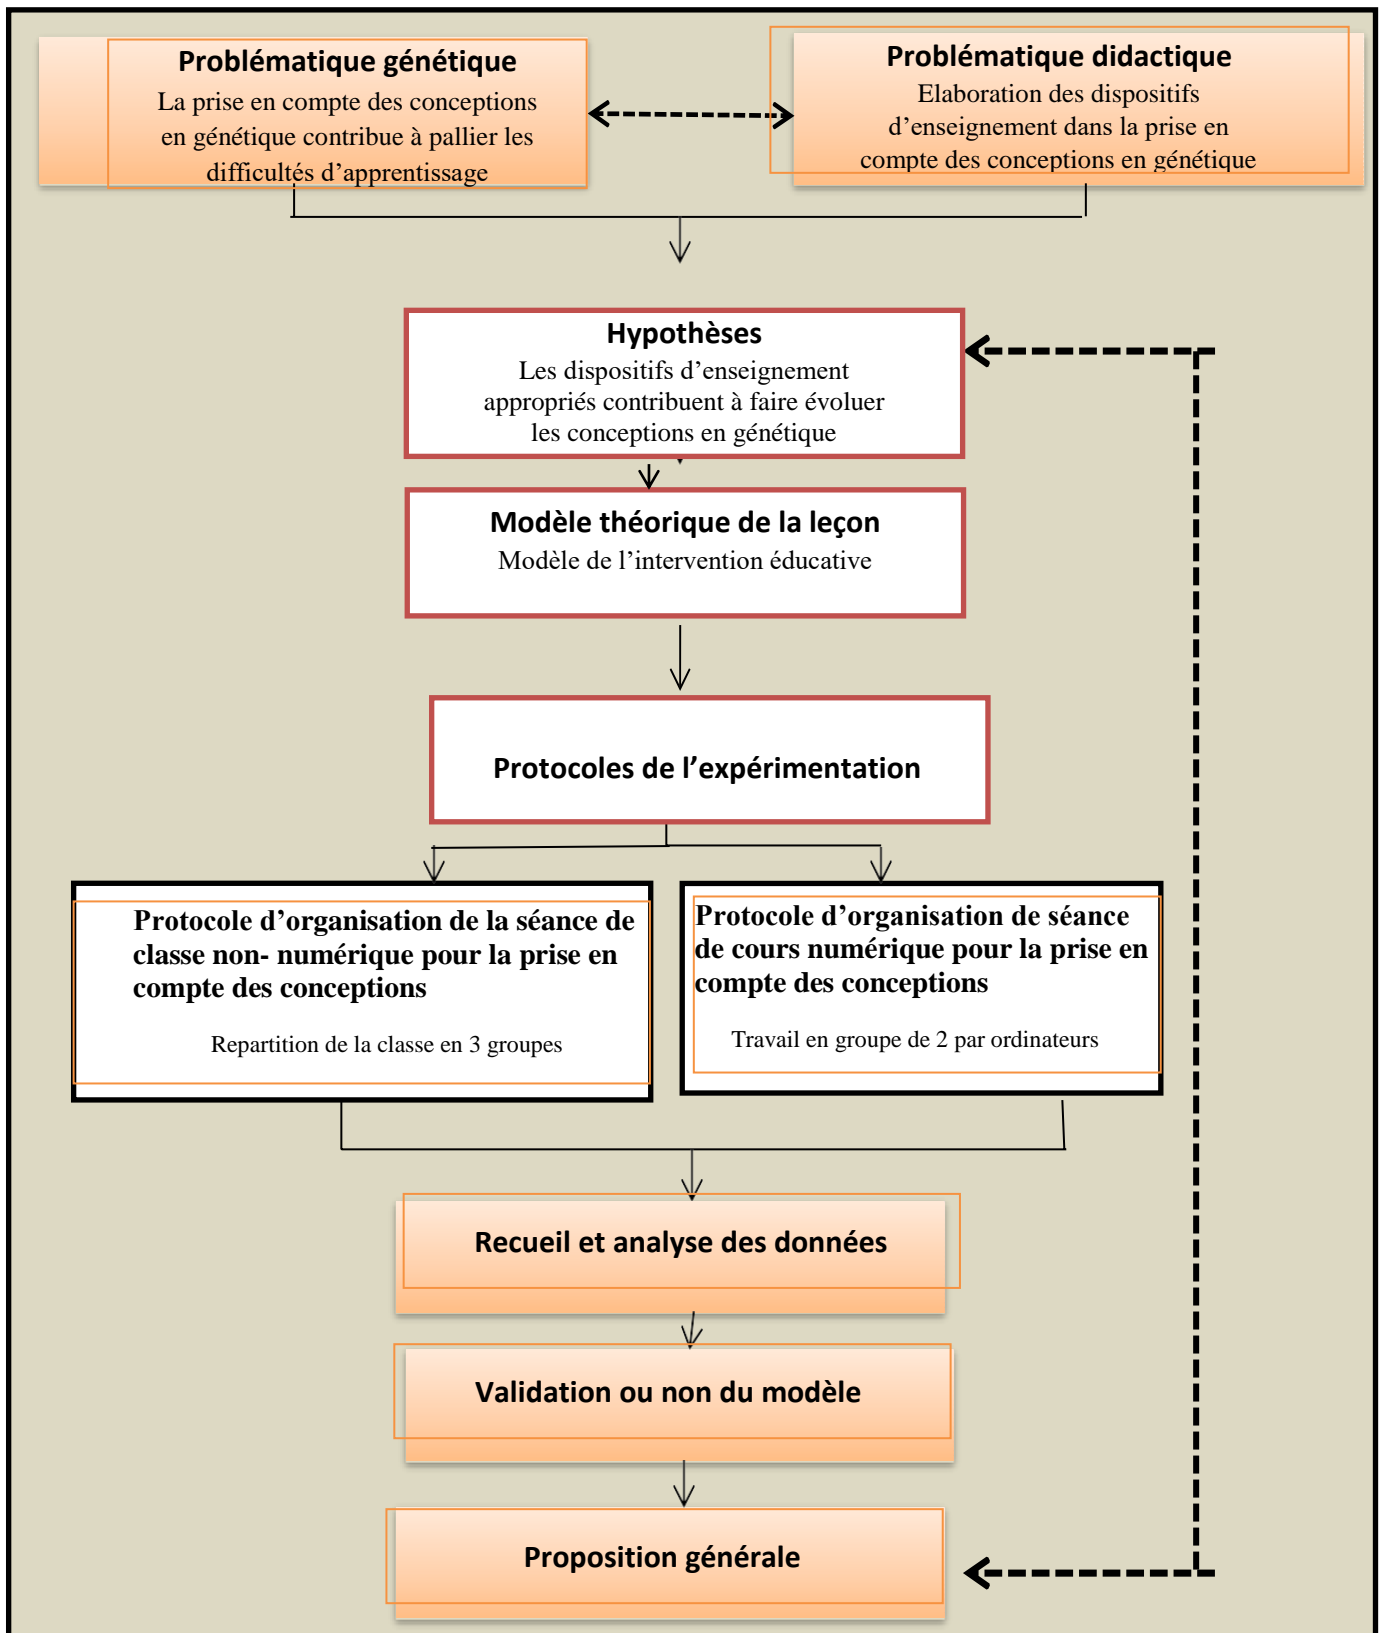 Problématique génétique
La prise en compte des conceptions
en génétique contribue à pallier les
difficultés d’apprentissage
Problématique didactique
Elaboration des dispositifs
d’enseignement dans la prise en
compte des conceptions en génétique
Hypothèses
Les dispositifs d’enseignement
appropriés contribuent à faire évoluer
les conceptions en génétique
Modèle théorique de la leçon
Modèle de l’intervention éducative
Protocoles de l’expérimentation
Protocole d’organisation de la séance de
classe non- numérique pour la prise en
compte des conceptions
Repartition de la classe en 3 groupes
Protocole d’organisation de séance
de cours numérique pour la prise en
compte des conceptions
Travail en groupe de 2 par ordinateurs
Recueil et analyse des données
Validation ou non du modèle
Proposition générale